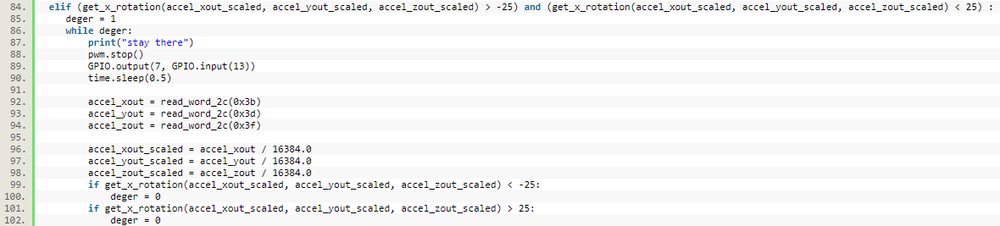 84. elif (get_x_rotation(accel_xout_scaled, accel_yout_scaled, accel_zout_scaled) > -25) and (get_x_rotation(accel_xout_scaled, accel_yout_scaled, accel_zout_scaled) < 25) :
85. deger = 1
86. while deger:
87. print("stay there")
88. pwm.stop()
89. GPIO.output(7, GPIO.input(13))
90. time.sleep(0.5)
91.
92. accel_xout = read_word_2c(0x3b)
93. accel_yout = read_word_2c(0x3d)
94. accel_zout = read_word_2c(0x3f)
95.
96. accel_xout_scaled = accel_xout / 16384.0
97. accel_yout_scaled = accel_yout / 16384.0
98. accel_zout_scaled = accel_zout / 16384.0
99. if get_x_rotation(accel_xout_scaled, accel_yout_scaled, accel_zout_scaled) < -25:
100. deger = 0
101. if get_x_rotation(accel_xout_scaled, accel_yout_scaled, accel_zout_scaled) > 25:
102. deger = 0